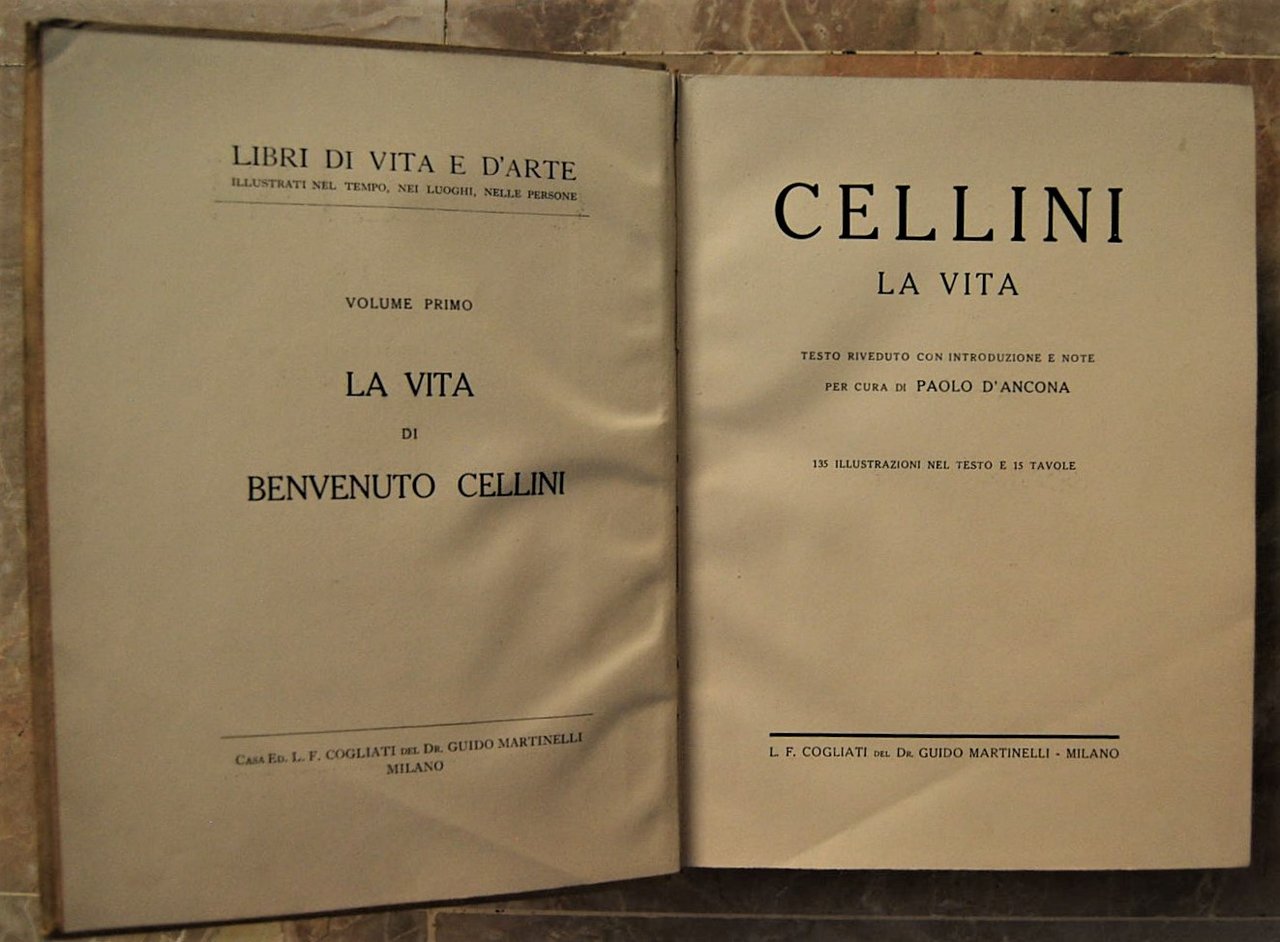 LIBRI DI VITA E D'ARTE
ILLUSTRATI NEL TEMPO, NEI LUOGHI, NELLE PERSONE
VOLUME PRIMO
LA VITA
DI
BENVENUTO CELLINI
CASA ED. L. F. COGLIATI DEL DR. GUIDO MARTINELLI
MILANO
CELLINI
LA VITA
TESTO RIVEDUTO CON INTRODUZIONE E NOTE
PER CURA DI PAOLO D'ANCONA
135 ILLUSTRAZIONI NEL TESTO E 15 TAVOLE
L. F. COGLIATI DEL DR. GUIDO MARTINELLI - MILANO